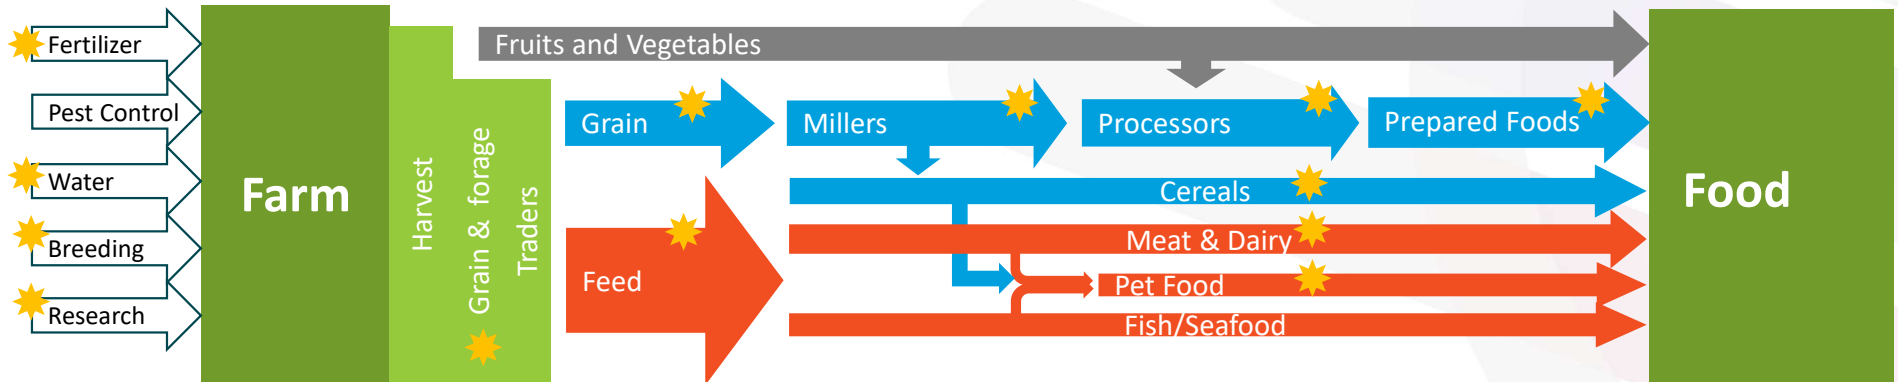 Fertilizer
Pest Control
Water
Breeding
Research
Farm
Harvest
Grain & forage
Traders
Fruits and Vegetables
Grain
Millers
Processors
Prepared Foods
Cereals
Feed
Meat & Dairy
Pet Food
Fish/Seafood
Food